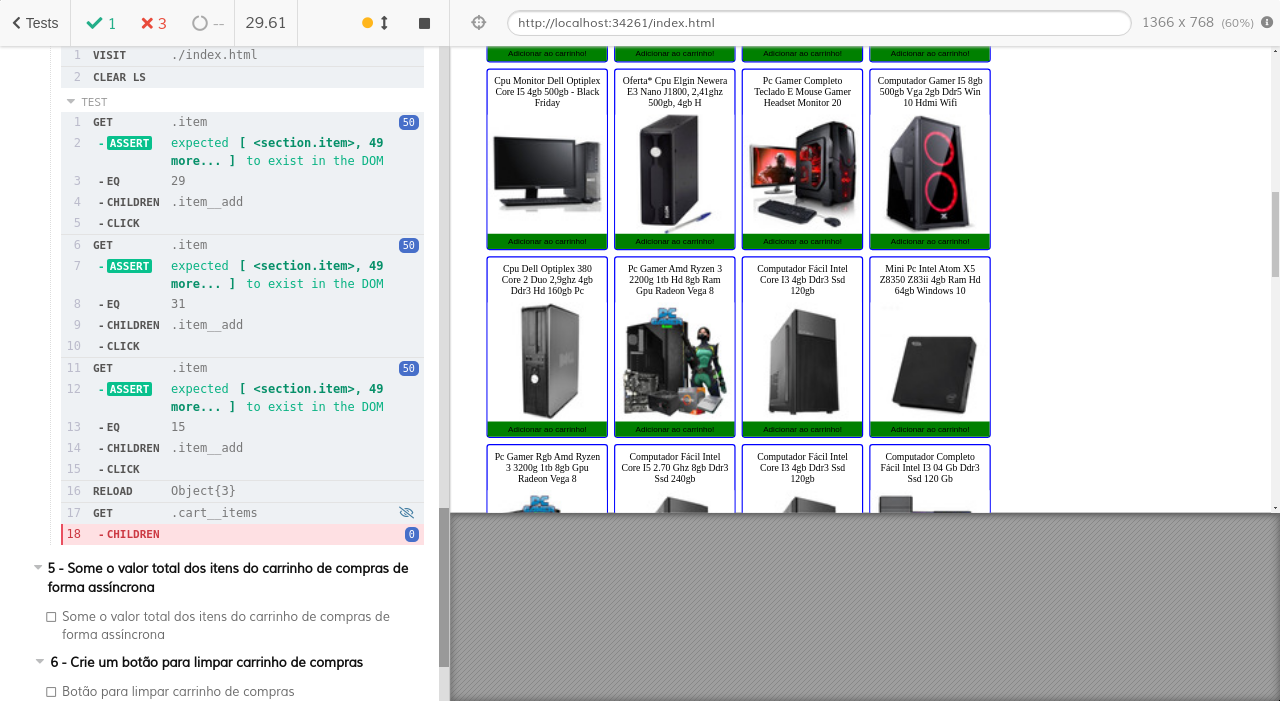 Tests
1
3
--
29.61
http://localhost:34261/index.html
1366 x 768 (60%)
1 VISIT ./index.html
2 CLEAR LS
TEST
1 GET .item 50
2 - ASSERT expected [ <section.item>, 49
more... ] to exist in the DOM
3 - EQ 29
4 - CHILDREN .item__add
5 - CLICK
6 GET .item 50
7 - ASSERT expected [ <section.item>, 49
more... ] to exist in the DOM
8 - EQ 31
9 - CHILDREN .item__add
10 - CLICK
11 GET .item 50
12 - ASSERT expected [ <section.item>, 49
more... ] to exist in the DOM
13 - EQ 15
14 - CHILDREN .item__add
15 - CLICK
16 RELOAD Object{3}
17 GET .cart__items
18 - CHILDREN 0
5 - Some o valor total dos itens do carrinho de compras de
forma assíncrona
Some o valor total dos itens do carrinho de compras de
forma assíncrona
6 - Crie um botão para limpar carrinho de compras
Botão para limpar carrinho de compras
Adicionar ao carrinho!
Adicionar ao carrinho!
Adicionar ao carrinho!
Adicionar ao carrinho!
Cpu Monitor Dell Optiplex
Core I5 4gb 500gb - Black
Friday
Adicionar ao carrinho!
Oferta* Cpu Elgin Newera
E3 Nano J1800, 2,41ghz
500gb, 4gb H
Adicionar ao carrinho!
Pc Gamer Completo
Teclado E Mouse Gamer
Headset Monitor 20
Adicionar ao carrinho!
Computador Gamer I5 8gb
500gb Vga 2gb Ddr5 Win
10 Hdmi Wifi
Adicionar ao carrinho!
Cpu Dell Optiplex 380
Core 2 Duo 2,9ghz 4gb
Ddr3 Hd 160gb Pc
Adicionar ao carrinho!
Pc Gamer Amd Ryzen 3
2200g 1tb Hd 8gb Ram
Gpu Radeon Vega 8
Adicionar ao carrinho!
Computador Fácil Intel
Core I3 4gb Ddr3 Ssd
120gb
Adicionar ao carrinho!
Mini Pc Intel Atom X5
Z8350 Z83ii 4gb Ram Hd
64gb Windows 10
Adicionar ao carrinho!
Pc Gamer Rgb Amd Ryzen
3 3200g 1tb 8gb Gpu
Radeon Vega 8
Computador Fácil Intel
Core I5 2.70 Ghz 8gb Ddr3
Ssd 240gb
Computador Fácil Intel
Core I3 4gb Ddr3 Ssd
120gb
Computador Completo
Fácil Intel I3 04 Gb Ddr3
Ssd 120 Gb